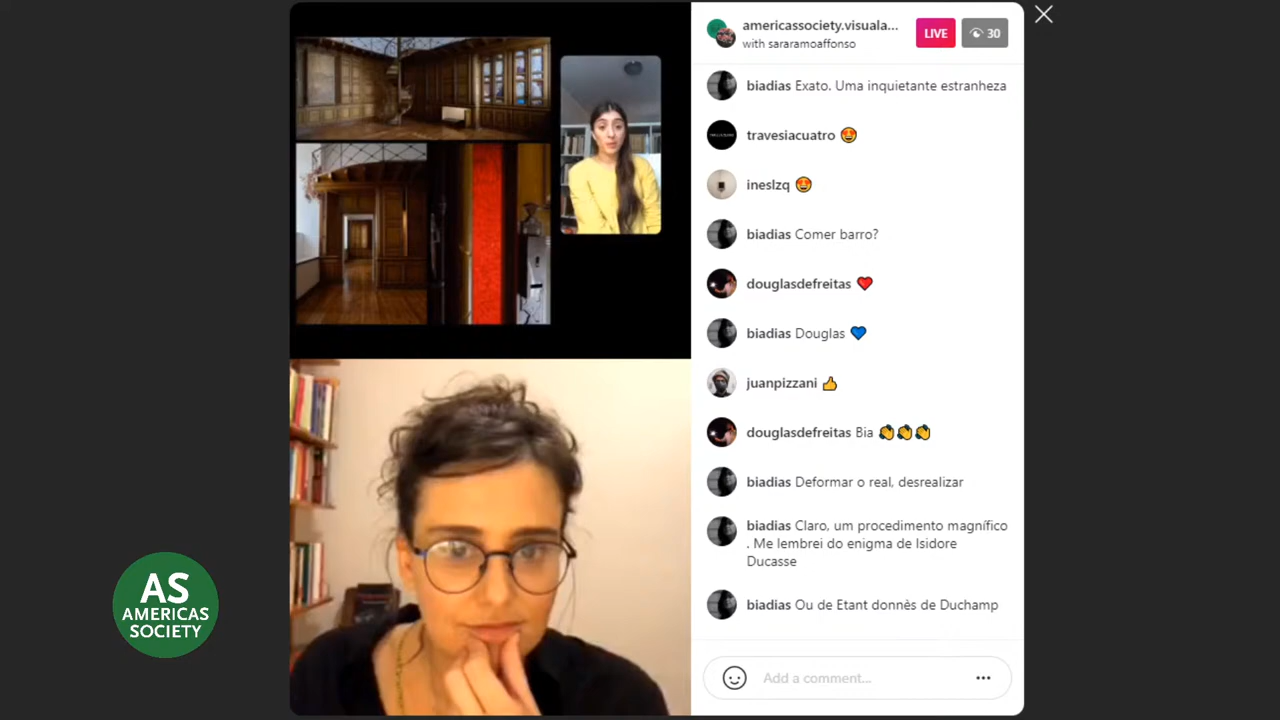 americassociety.visuala...
with sararamoaffonso
LIVE
30
biadias Exato. Uma inquietante estranheza
travesiacuatro 🤩
ineslzq 🤩
biadias Comer barro?
douglasdefreitas ❤️
biadias Douglas 💙
juanpizzani 👍
douglasdefreitas Bia 👏👏👏
biadias Deformar o real, desrealizar
biadias Claro, um procedimento magnífico
. Me lembrei do enigma de Isidore
Ducasse
biadias Ou de Etant donnès de Duchamp
Add a comment...
AS
AMERICAS
SOCIETY